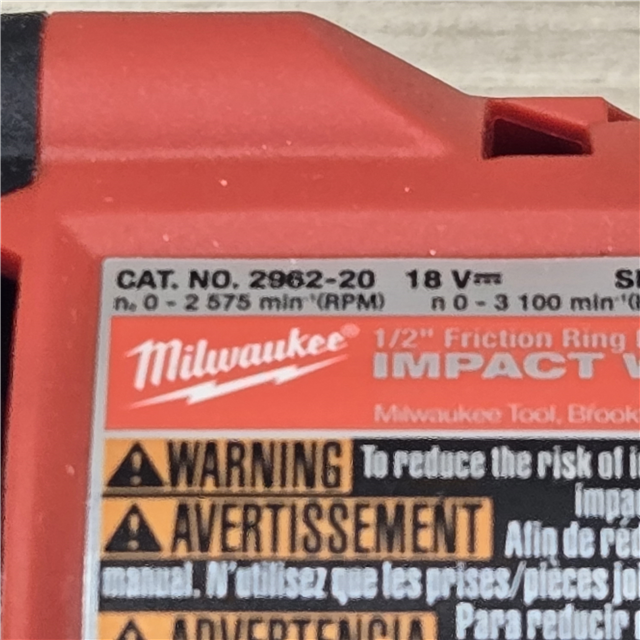 CAT. NO. 2962-20 18 V⎓
n₀ 0 - 2 575 min⁻¹(RPM) n 0 - 3 100 min⁻¹
Milwaukee® 1/2" Friction Ring
IMPACT
Milwaukee Tool,
WARNING To reduce the risk of
AVERTISSEMENT Afin de
manual. N'utilisez que les prises/pièces
ADVERTENCIA Para reducir